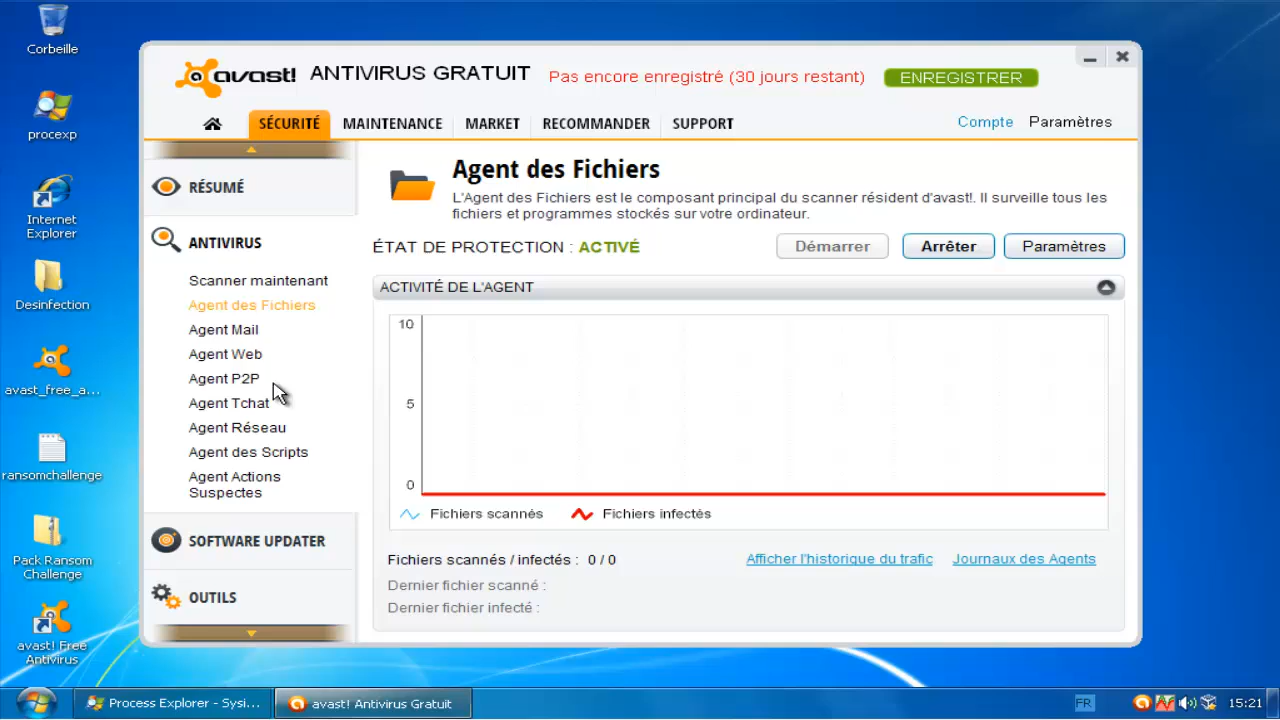 Corbeille
procexp
Internet
Explorer
Desinfection
avast_free_a...
ransomchallenge
Pack Ransom
Challenge
avast! Free
Antivirus
avast! ANTIVIRUS GRATUIT
Pas encore enregistré (30 jours restant)
ENREGISTRER
SÉCURITÉ
MAINTENANCE
MARKET
RECOMMANDER
SUPPORT
Compte
Paramètres
RÉSUMÉ
ANTIVIRUS
Scanner maintenant
Agent des Fichiers
Agent Mail
Agent Web
Agent P2P
Agent Tchat
Agent Réseau
Agent des Scripts
Agent Actions
Suspectes
SOFTWARE UPDATER
OUTILS
Agent des Fichiers
L'Agent des Fichiers est le composant principal du scanner résident d'avast!. Il surveille tous les
fichiers et programmes stockés sur votre ordinateur.
ÉTAT DE PROTECTION : ACTIVÉ
Démarrer
Arrêter
Paramètres
ACTIVITÉ DE L'AGENT
10
5
0
Fichiers scannés
Fichiers infectés
Fichiers scannés / infectés : 0 / 0
Afficher l'historique du trafic
Journaux des Agents
Dernier fichier scanné :
Dernier fichier infecté :
Process Explorer - Sysi...
avast! Antivirus Gratuit
FR
15:21